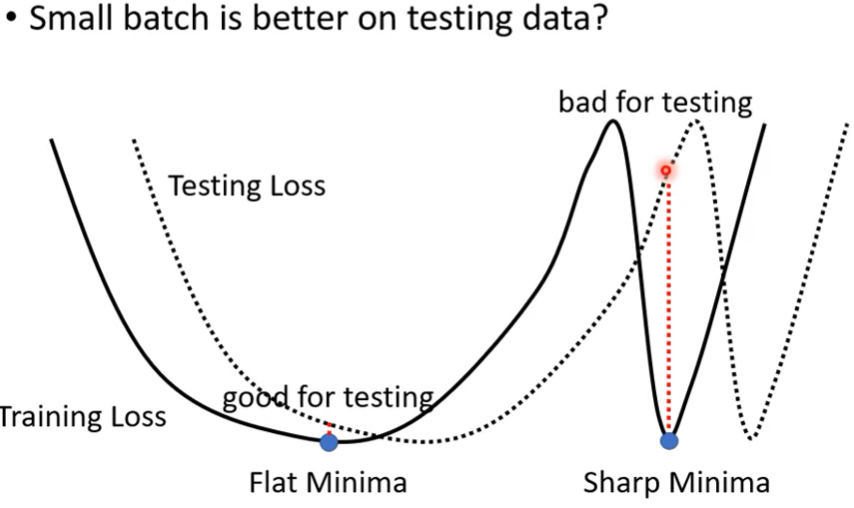 • Small batch is better on testing data?
bad for testing
Testing Loss
good for testing
Training Loss
Flat Minima
Sharp Minima